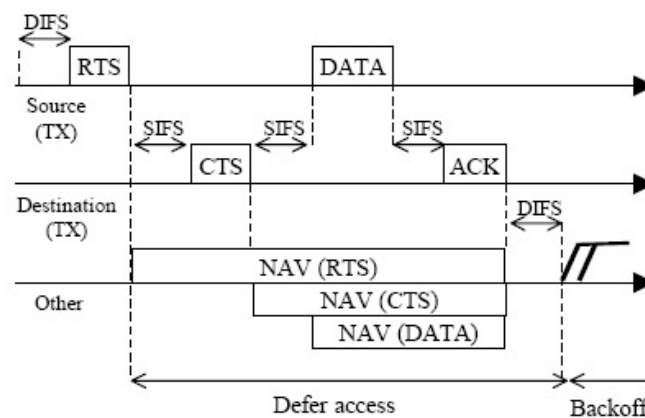 DIFS
RTS
DATA
Source
(TX)
SIFS
SIFS
SIFS
CTS
ACK
Destination
(TX)
DIFS
NAV (RTS)
Other
NAV (CTS)
NAV (DATA)
Defer access
Backoff